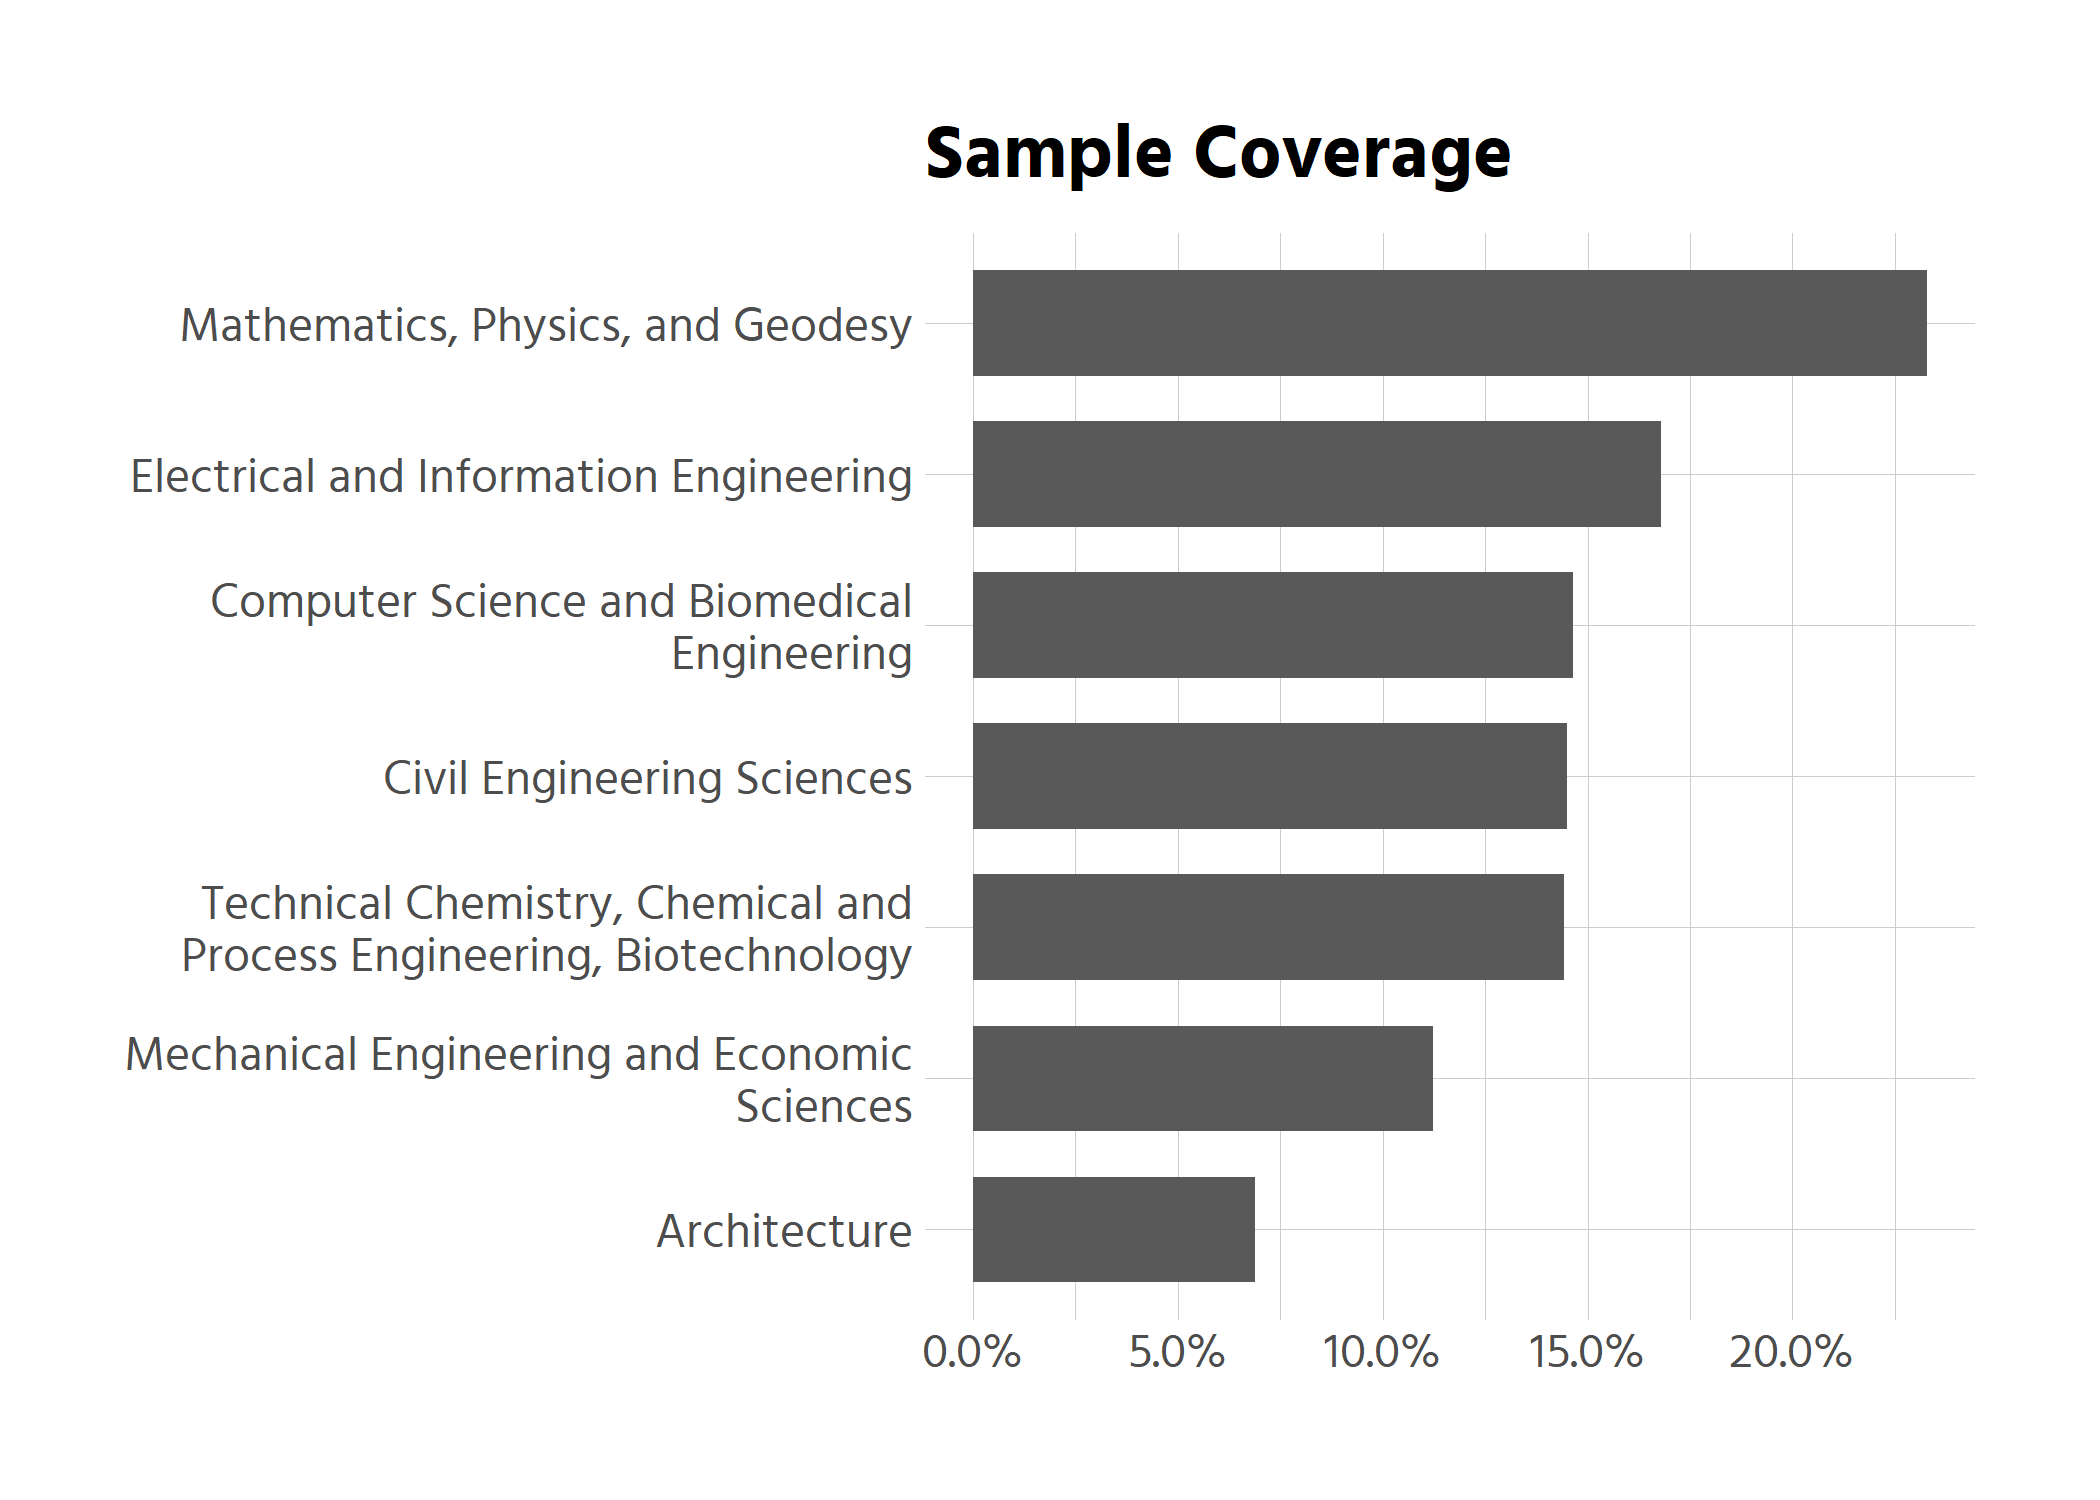 Sample Coverage
Mathematics, Physics, and Geodesy
Electrical and Information Engineering
Computer Science and Biomedical
Engineering
Civil Engineering Sciences
Technical Chemistry, Chemical and
Process Engineering, Biotechnology
Mechanical Engineering and Economic
Sciences
Architecture
0.0% 5.0% 10.0% 15.0% 20.0%